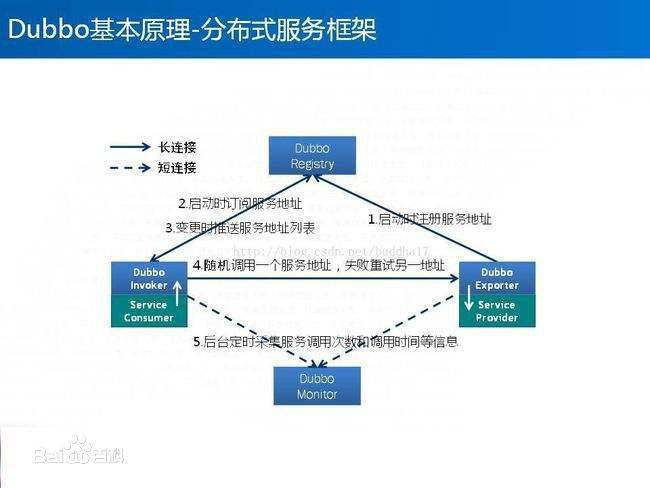 Dubbo基本原理-分布式服务框架
长连接
短连接
Dubbo
Registry
2.启动时订阅服务地址
1.启动时注册服务地址
3.变更时推送服务地址列表
http://blog.csdn.net/buddha17
4.随机调用一个服务地址，失败重试另一地址
Dubbo
Invoker
Service
Consumer
Dubbo
Exporter
Service
Provider
5.后台定时采集服务调用次数和调用时间等信息
Dubbo
Monitor
Bai百科